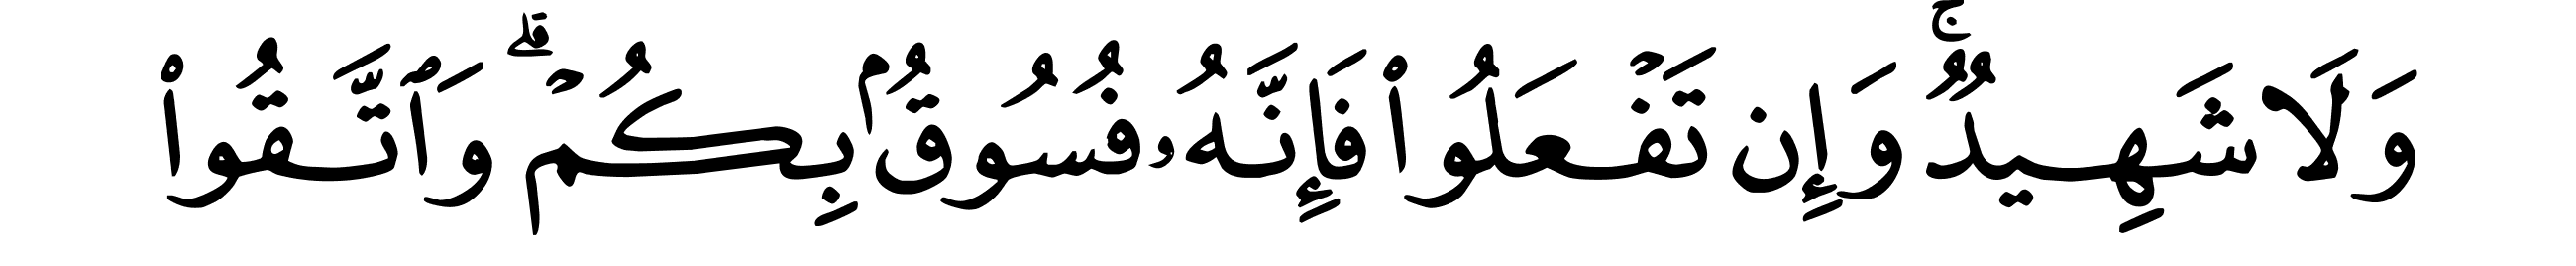 وَلَا شَهِيدٌۚ وَإِن تَفۡعَلُواْ فَإِنَّهُۥ فُسُوقُۢ بِكُمۡۗ وَٱتَّقُواْ